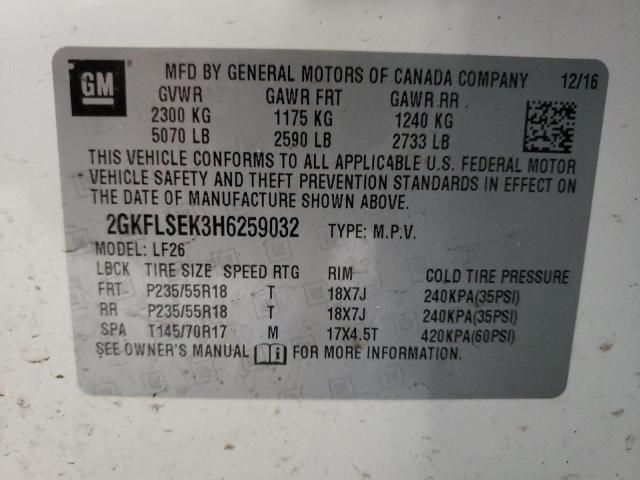 GM
MFD BY GENERAL MOTORS OF CANADA COMPANY 12/16
GVWR GAWR FRT GAWR RR
2300 KG 1175 KG 1240 KG
5070 LB 2590 LB 2733 LB
THIS VEHICLE CONFORMS TO ALL APPLICABLE U.S. FEDERAL MOTOR
VEHICLE SAFETY AND THEFT PREVENTION STANDARDS IN EFFECT ON
THE DATE OF MANUFACTURE SHOWN ABOVE.
2GKFLSEK3H6259032 TYPE: M.P.V.
MODEL: LF26
LBCK TIRE SIZE SPEED RTG RIM COLD TIRE PRESSURE
FRT P235/55R18 T 18X7J 240KPA(35PSI)
RR P235/55R18 T 18X7J 240KPA(35PSI)
SPA T145/70R17 M 17X4.5T 420KPA(60PSI)
SEE OWNER'S MANUAL FOR MORE INFORMATION.